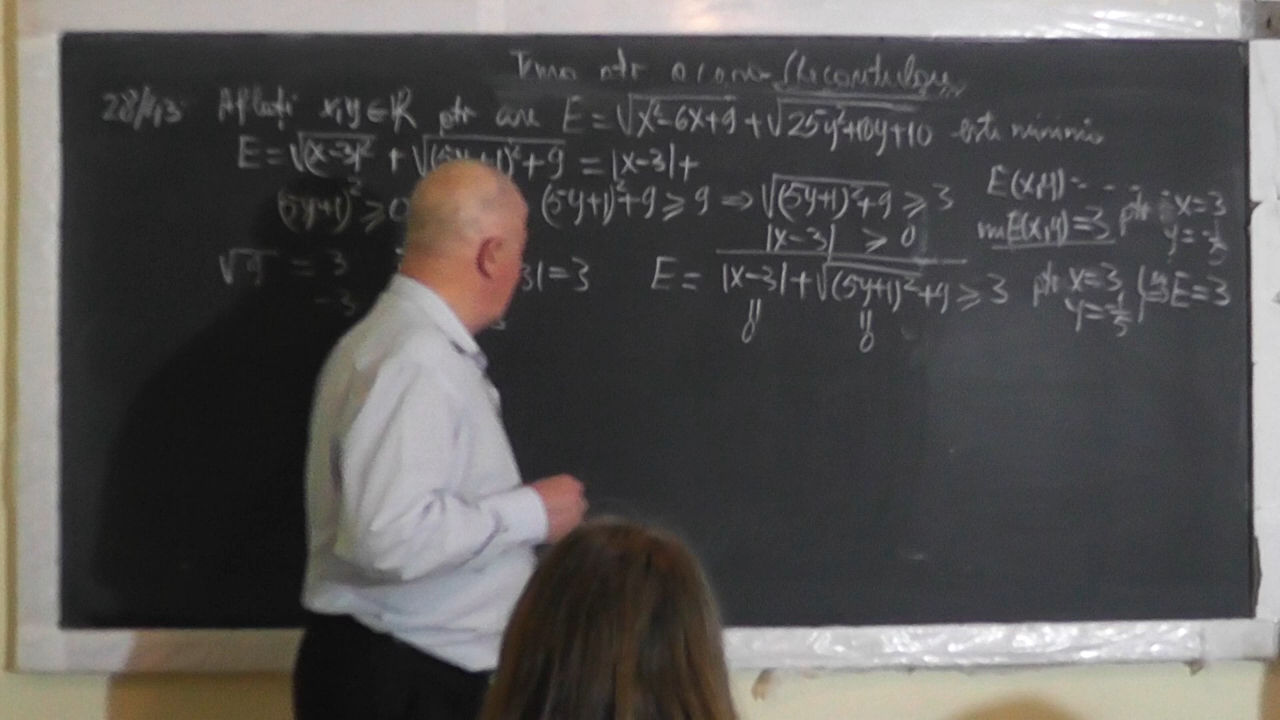 28/43 Aflați x,y∈ℝ ptr care E = √x²-6x+9 + √25y²+10y+10 este minimă
E = √(x-3)² + √(5y+1)²+9 = |x-3| +
(5y+1)² ≥ 0 (5y+1)²+9 ≥ 9 ⇒ √(5y+1)²+9 ≥ 3
|x-3| ≥ 0
√9 = 3 3| = 3
-3
E = |x-3| + √(5y+1)²+9 ≥ 3 ptr x=3 y=-1/5 ⇒ E=3
0 0
E(x,y) = ...
min E(x,y) = 3 ptr x=3
y=-1/5